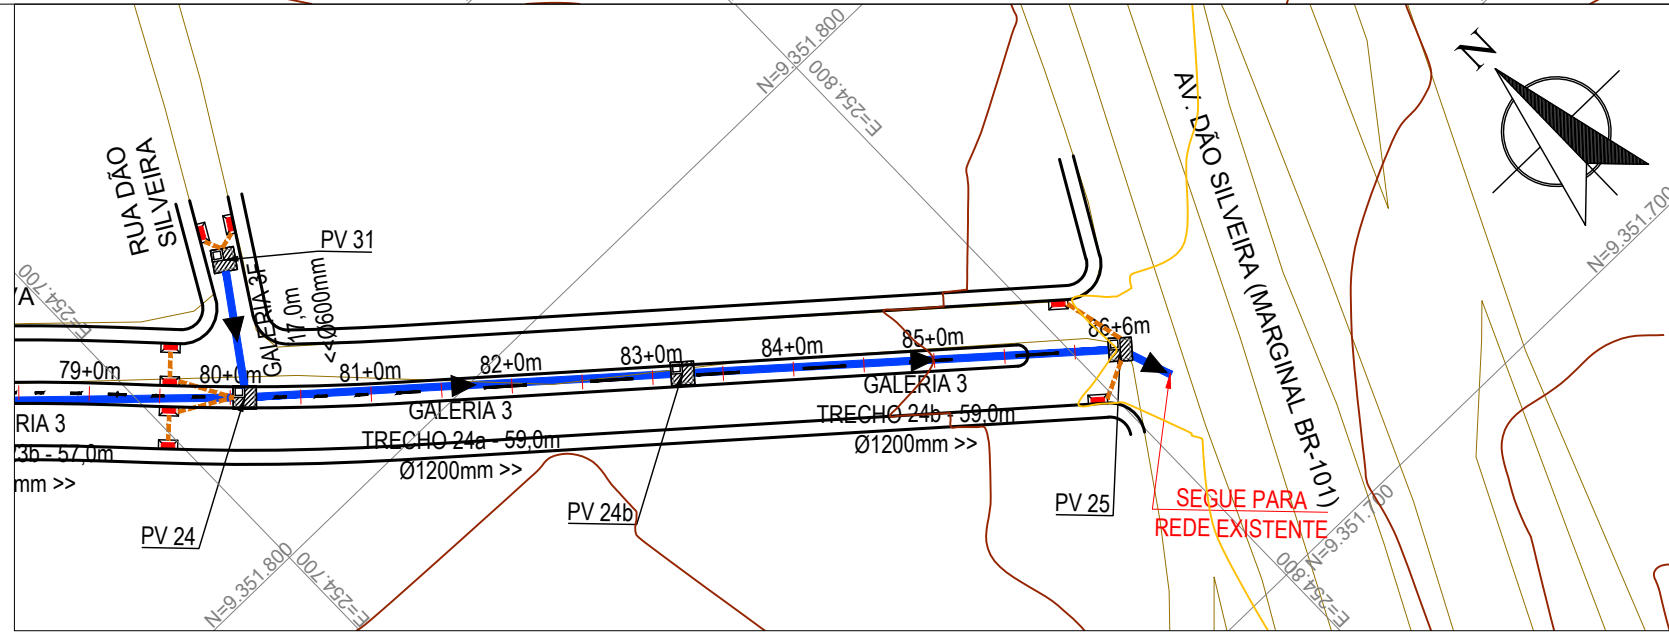 N=9.351.800
E=254.800
N
AV. DÃO SILVEIRA (MARGINAL BR-101)
N=9.351.700
RUA DÃO
SILVEIRA
PV 31
E=254.700
VA
GALERIA 3F
17,0m
<<Ø600mm
79+0m
80+0m
81+0m
82+0m
83+0m
84+0m
85+0m
86+6m
RIA 3
23b - 57,0m
mm >>
GALERIA 3
TRECHO 24a - 59,0m
Ø1200mm >>
GALERIA 3
TRECHO 24b - 59,0m
Ø1200mm >>
PV 24
PV 24b
PV 25
SEGUE PARA
REDE EXISTENTE
N=9.351.800
E=254.700
N=9.351.700
E=254.800